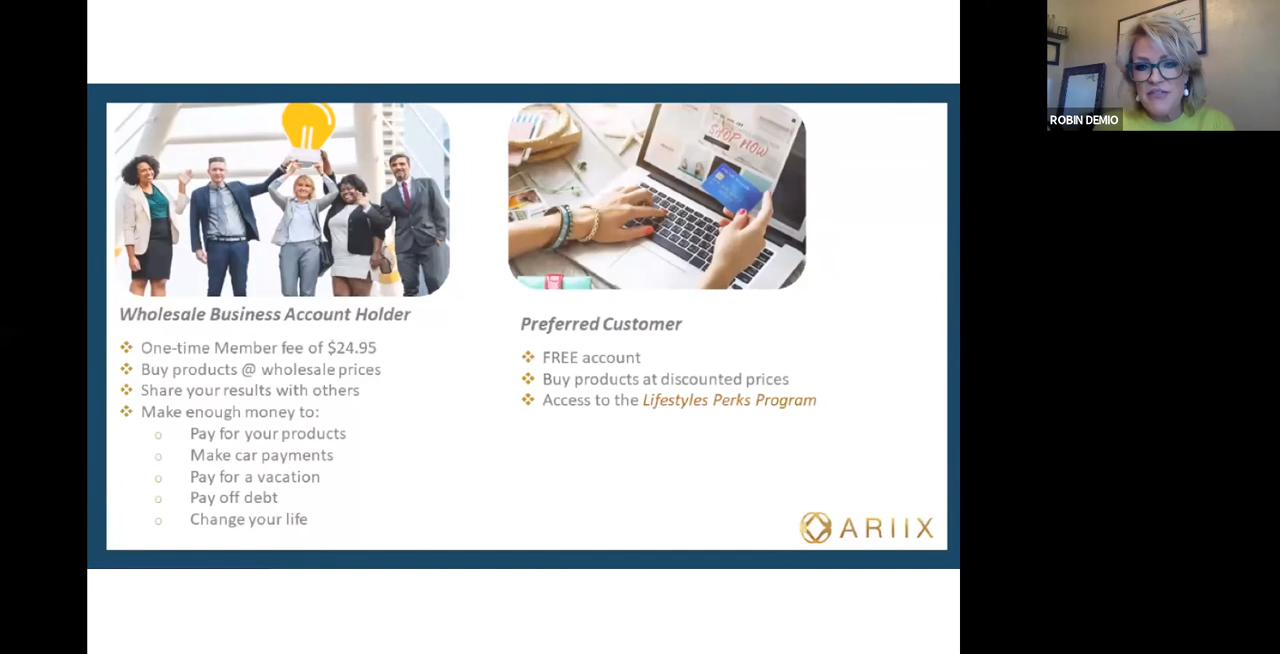 SHOP NOW
Wholesale Business Account Holder
One-time Member fee of $24.95
Buy products @ wholesale prices
Share your results with others
Make enough money to:
Pay for your products
Make car payments
Pay for a vacation
Pay off debt
Change your life
Preferred Customer
FREE account
Buy products at discounted prices
Access to the Lifestyles Perks Program
ARIIX
ROBIN DEMIO